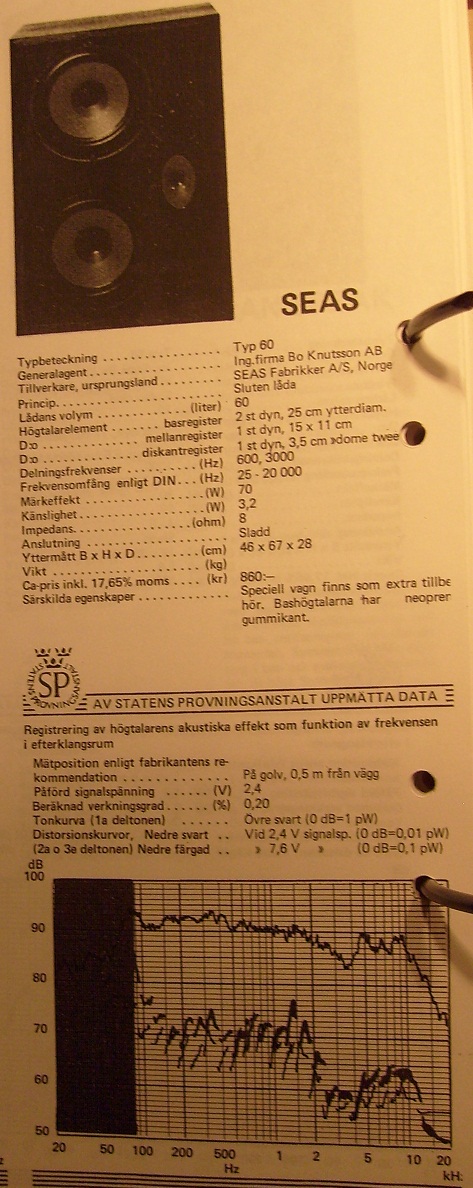 SEAS
Typbeteckning . . . . . . . . . . . . . . . . Typ 60
Generalagent . . . . . . . . . . . . . . . . Ing.firma Bo Knutsson AB
Tillverkare, ursprungsland . . . . . . . . SEAS Fabrikker A/S, Norge
Princip. . . . . . . . . . . . . . . . . . . . Sluten låda
Lådans volym . . . . . . . . . . . . (liter) 60
Högtalarelement . . . . . basregister 2 st dyn, 25 cm ytterdiam.
D:o . . . . . . . . . . . . . mellanregister 1 st dyn, 15 x 11 cm
D:o . . . . . . . . . . . . . diskantregister 1 st dyn, 3,5 cm »dome twee
Delningsfrekvenser . . . . . . . . . (Hz) 600, 3000
Frekvensomfång enligt DIN . . . (Hz) 25 - 20 000
Märkeffekt . . . . . . . . . . . . . . . (W) 70
Känslighet. . . . . . . . . . . . . . . . (W) 3,2
Impedans. . . . . . . . . . . . . . . (ohm) 8
Anslutning . . . . . . . . . . . . . . . . . Sladd
Yttermått B x H x D. . . . . . . . . (cm) 46 x 67 x 28
Vikt . . . . . . . . . . . . . . . . . . . (kg)
Ca-pris inkl. 17,65% moms . . . . (kr) 860:–
Särskilda egenskaper . . . . . . . . . . . Speciell vagn finns som extra tillbe
hör. Bashögtalarna har neopren
gummikant.
SP
AV STATENS PROVNINGSANSTALT UPPMÄTTA DATA
Registrering av högtalarens akustiska effekt som funktion av frekvensen
i efterklangsrum
Mätposition enligt fabrikantens re-
kommendation . . . . . . . . . . . . På golv, 0,5 m från vägg
Påförd signalspänning . . . . . . (V) 2,4
Beräknad verkningsgrad . . . . . (%) 0,20
Tonkurva (1a deltonen) . . . . . . Övre svart (0 dB=1 pW)
Distorsionskurvor, Nedre svart . . Vid 2,4 V signalsp. (0 dB=0,01 pW)
(2a o 3e deltonen) Nedre färgad . . » 7,6 V » (0 dB=0,1 pW)
dB
100
90
80
70
60
50
20 50 100 200 500 1 2 5 10 20
Hz kH: